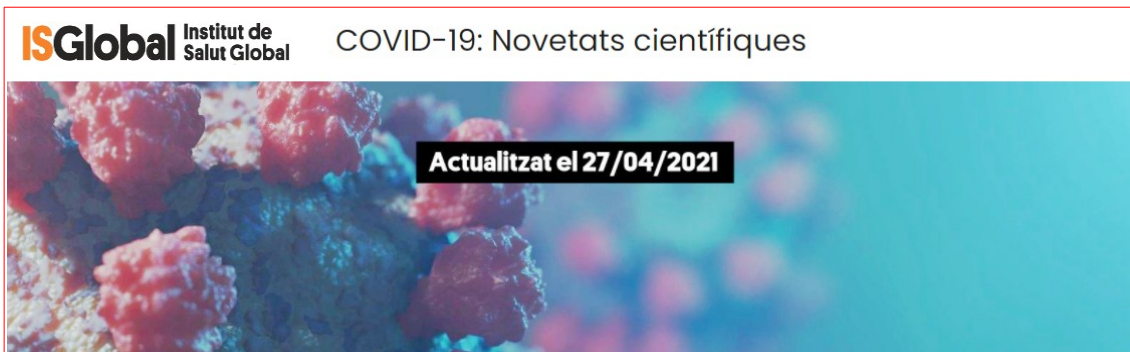 ISGlobal Institut de
Salut Global
COVID-19: Novetats científiques
Actualitzat el 27/04/2021